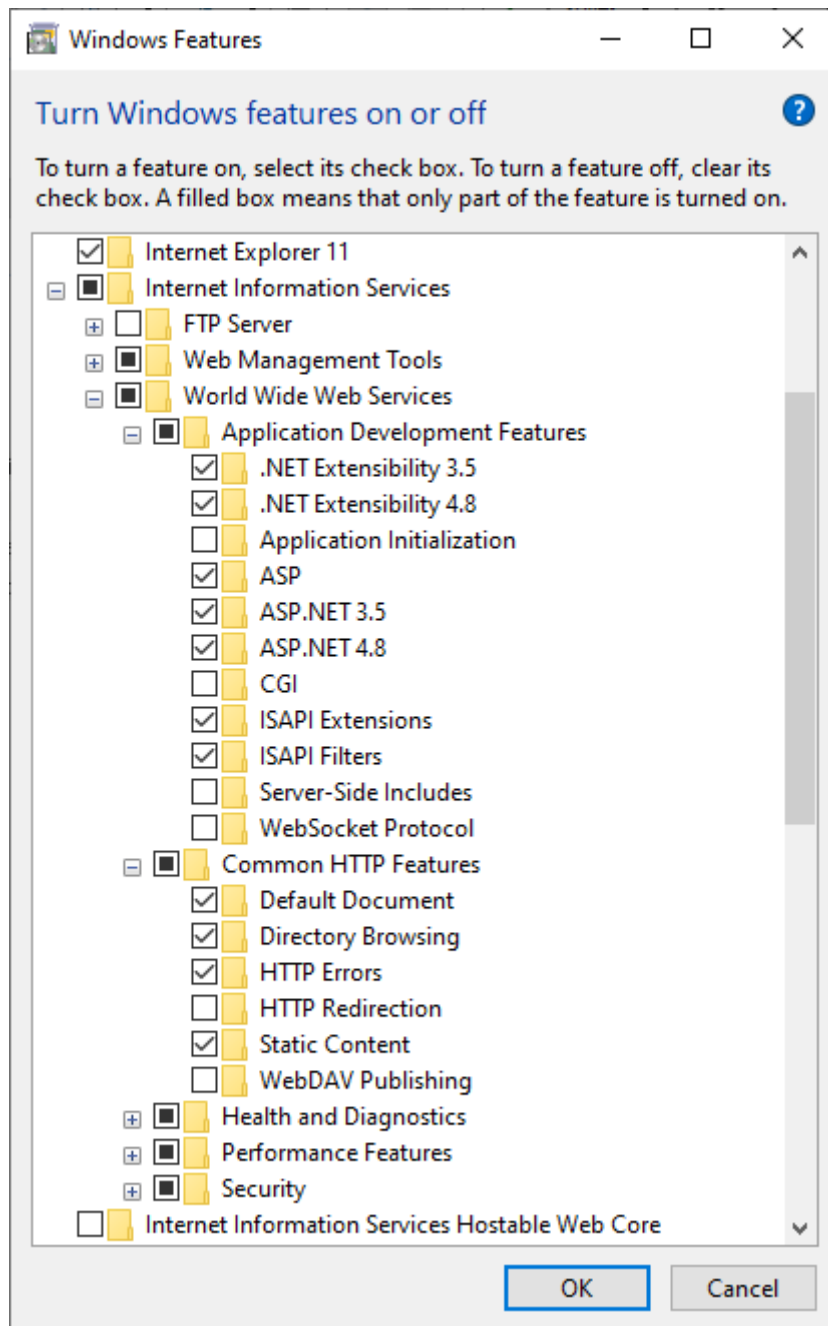 Windows Features
Turn Windows features on or off
To turn a feature on, select its check box. To turn a feature off, clear its
check box. A filled box means that only part of the feature is turned on.
Internet Explorer 11
Internet Information Services
FTP Server
Web Management Tools
World Wide Web Services
Application Development Features
.NET Extensibility 3.5
.NET Extensibility 4.8
Application Initialization
ASP
ASP.NET 3.5
ASP.NET 4.8
CGI
ISAPI Extensions
ISAPI Filters
Server-Side Includes
WebSocket Protocol
Common HTTP Features
Default Document
Directory Browsing
HTTP Errors
HTTP Redirection
Static Content
WebDAV Publishing
Health and Diagnostics
Performance Features
Security
Internet Information Services Hostable Web Core
OK Cancel